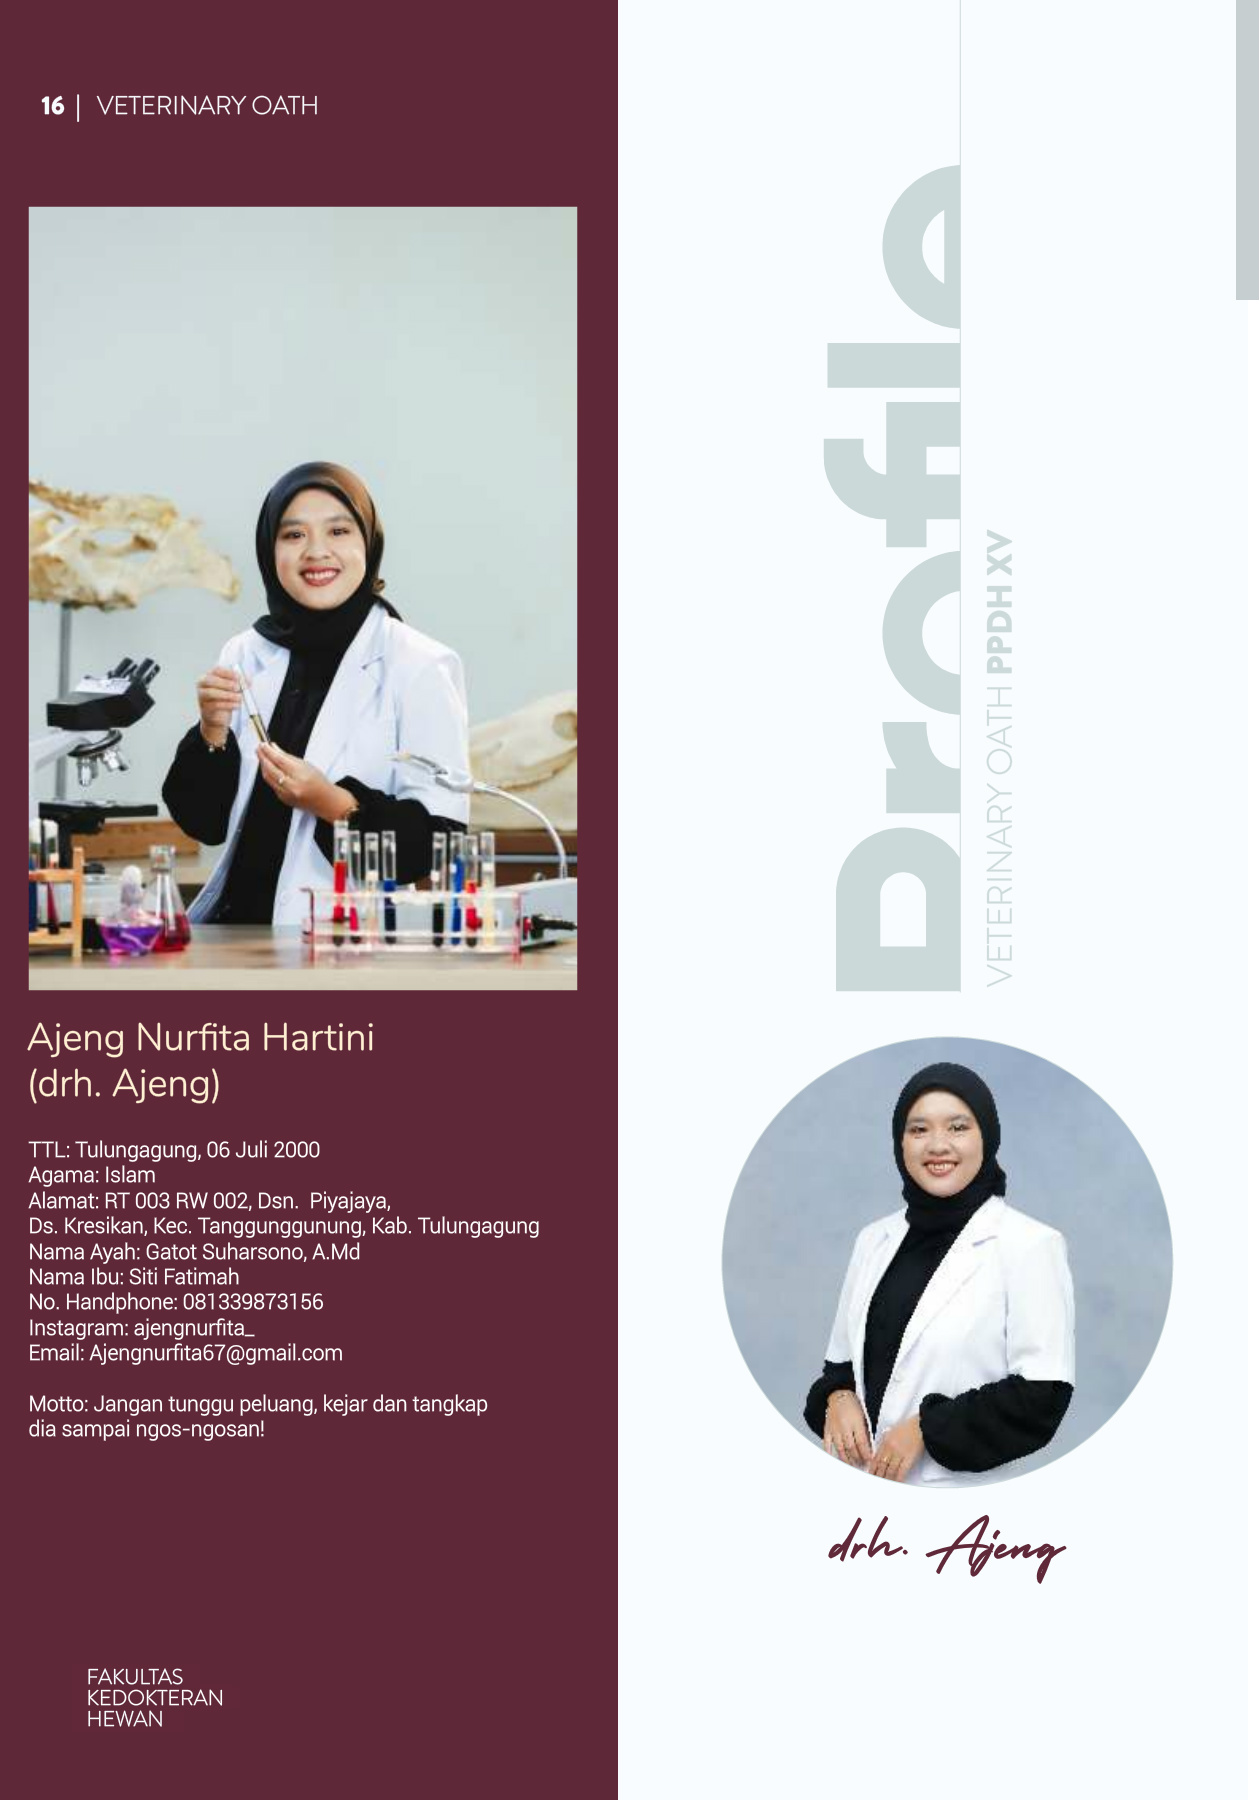 16 | VETERINARY OATH
Ajeng Nurfita Hartini
(drh. Ajeng)
TTL: Tulungagung, 06 Juli 2000
Agama: Islam
Alamat: RT 003 RW 002, Dsn. Piyajaya,
Ds. Kresikan, Kec. Tanggunggunung, Kab. Tulungagung
Nama Ayah: Gatot Suharsono, A.Md
Nama Ibu: Siti Fatimah
No. Handphone: 081339873156
Instagram: ajengnurfita_
Email: Ajengnurfita67@gmail.com
Motto: Jangan tunggu peluang, kejar dan tangkap
dia sampai ngos-ngosan!
FAKULTAS
KEDOKTERAN
HEWAN
Profile
VETERINARY OATH PPDH XV
drh. Ajeng